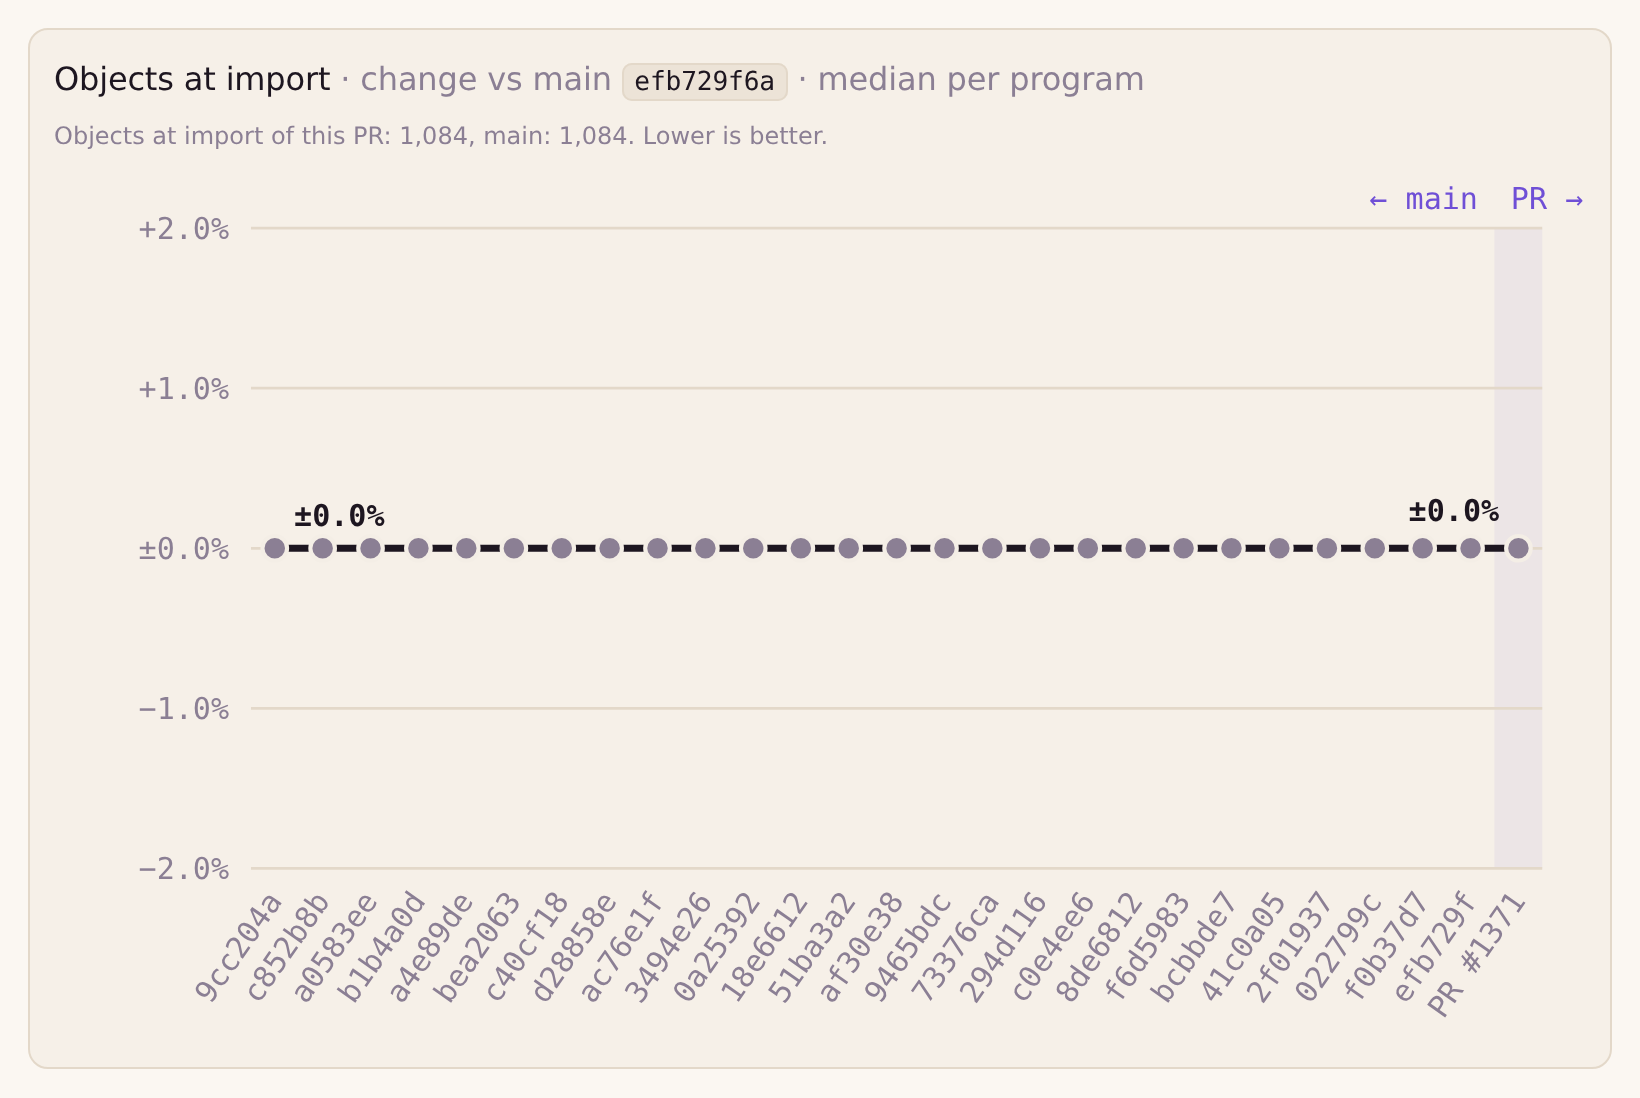 Objects at import · change vs main efb729f6a · median per program
Objects at import of this PR: 1,084, main: 1,084. Lower is better.
← main PR →
+2.0%
+1.0%
±0.0% ±0.0%
±0.0%
−1.0%
−2.0%
9cc204a
c852b8b
a0583ee
b1b4a0d
a4e89de
bea2063
c40cf18
d28858e
ac76e1f
3494e26
0a25392
18e6612
51ba3a2
af30e38
9465bdc
73376ca
294d116
c0e4ee6
8de6812
f6d5983
bcbbde7
41c0a05
2f01937
022799c
f0b37d7
efb729f
PR #1371